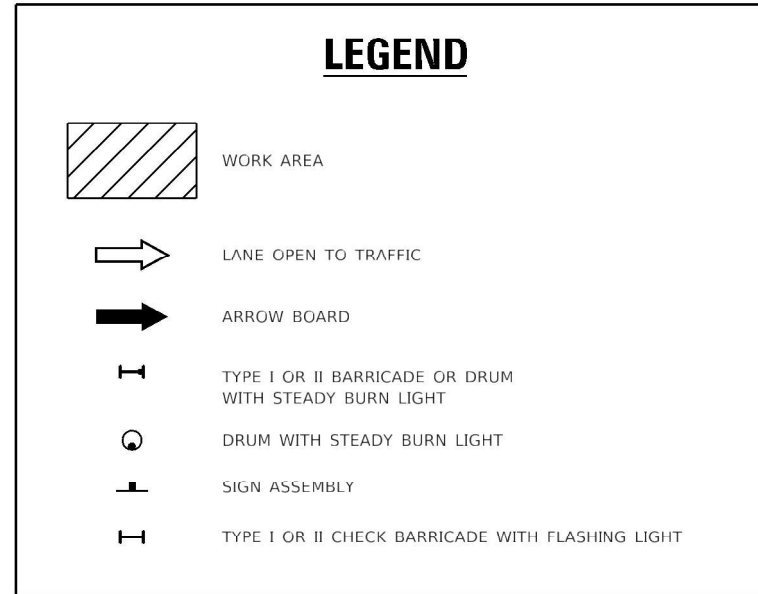 LEGEND
WORK AREA
LANE OPEN TO TRAFFIC
ARROW BOARD
TYPE I OR II BARRICADE OR DRUM
WITH STEADY BURN LIGHT
DRUM WITH STEADY BURN LIGHT
SIGN ASSEMBLY
TYPE I OR II CHECK BARRICADE WITH FLASHING LIGHT